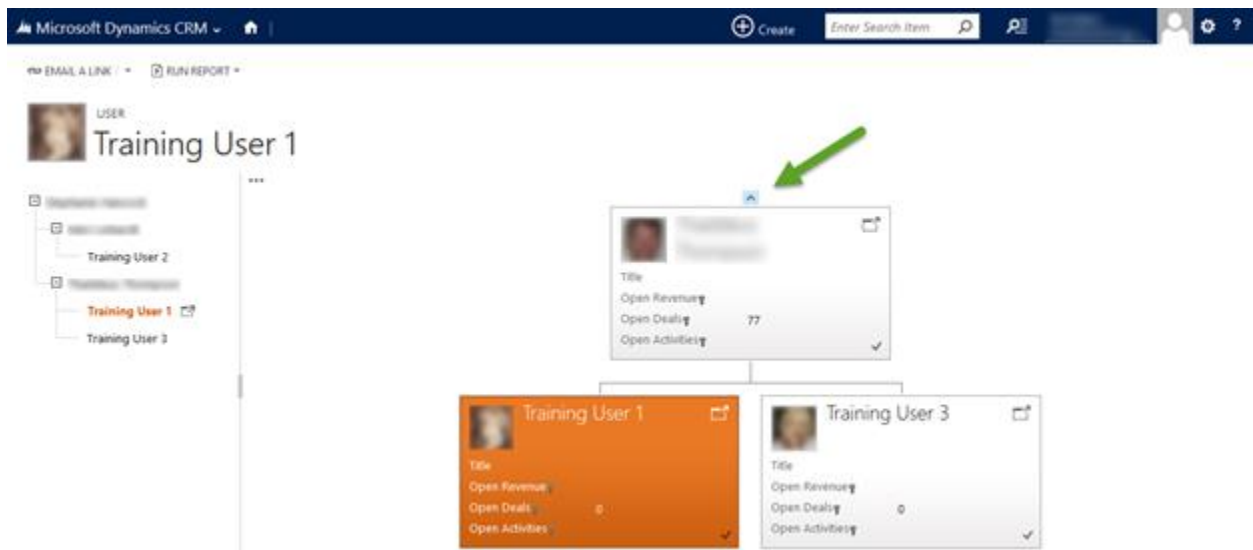 Microsoft Dynamics CRM
Create
Enter Search Item
?
EMAIL A LINK
RUN REPORT
USER
Training User 1
...
Training User 2
Training User 1
Training User 3
Title
Open Revenue
Open Deals 77
Open Activities
Training User 1
Title
Open Revenue
Open Deals 0
Open Activities
Training User 3
Title
Open Revenue
Open Deals 0
Open Activities